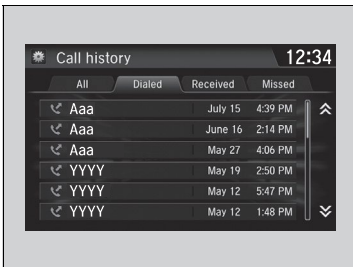 Call history 12:34
All Dialed Received Missed
Aaa July 15 4:39 PM
Aaa June 16 2:14 PM
Aaa May 27 4:06 PM
YYYY May 19 2:50 PM
YYYY May 12 5:47 PM
YYYY May 12 1:48 PM